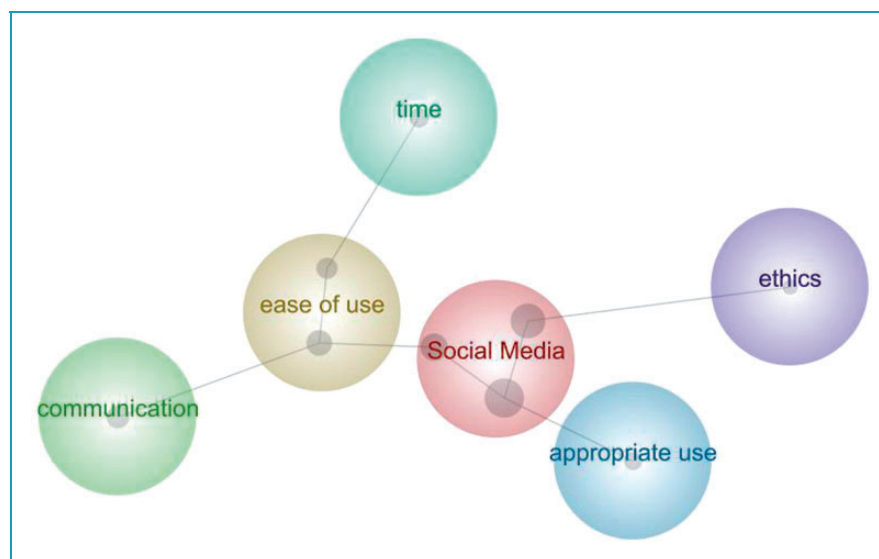 time
ethics
ease of use
Social Media
communication
appropriate use